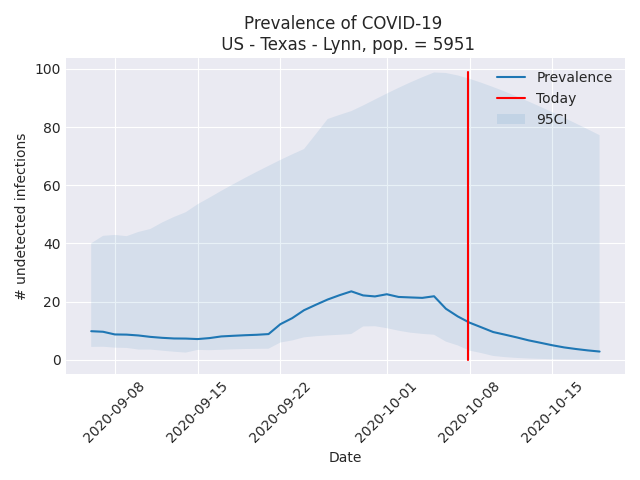 Prevalence of COVID-19
US - Texas - Lynn, pop. = 5951
100
80
60
40
20
0
# undetected infections
Prevalence
Today
95CI
2020-09-08
2020-09-15
2020-09-22
2020-10-01
2020-10-08
2020-10-15
Date